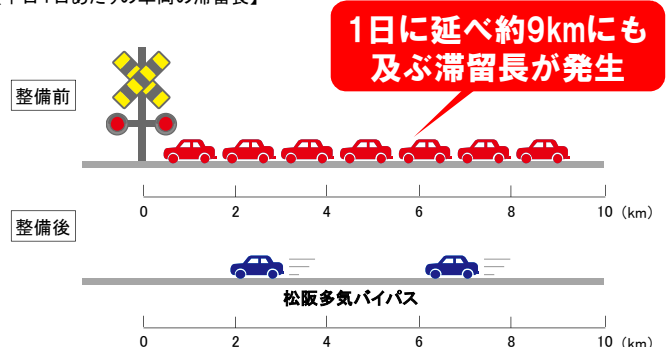 1日に延べ約9kmにも
及ぶ滞留長が発生
整備前
0 2 4 6 8 10 (km)
整備後
松阪多気バイパス
0 2 4 6 8 10 (km)